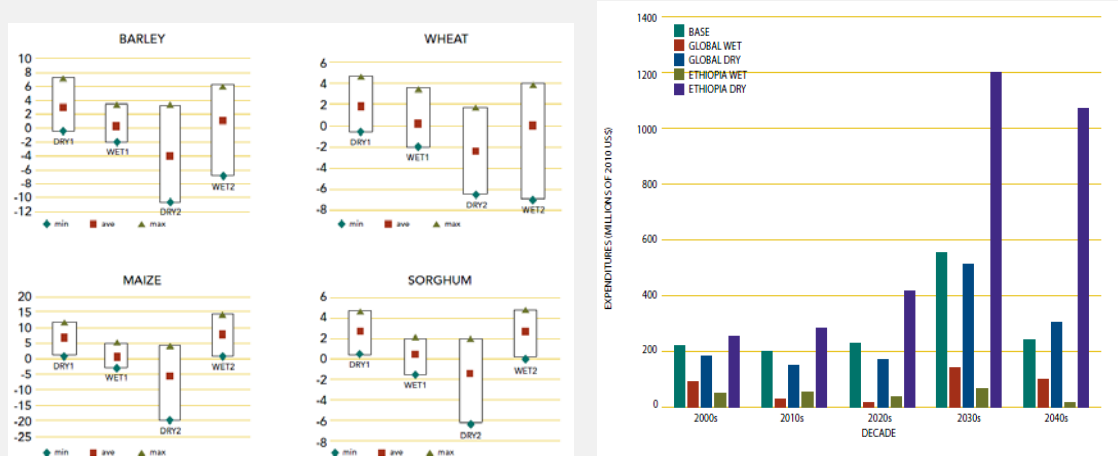 BARLEY
10
8
6
4
2
0
-2
-4
-6
-8
-10
-12
DRY1
WET1
DRY2
WET2
min ave max
WHEAT
6
4
2
0
-2
-4
-6
-8
DRY1
WET1
DRY2
WET2
min ave max
MAIZE
20
15
10
5
0
-5
-10
-15
-20
-25
DRY1
WET1
DRY2
WET2
min ave max
SORGHUM
6
4
2
0
-2
-4
-6
-8
DRY1
WET1
DRY2
WET2
min ave max
EXPENDITURES (MILLIONS OF 2010 US$)
1400
1200
1000
800
600
400
200
0
BASE
GLOBAL WET
GLOBAL DRY
ETHIOPIA WET
ETHIOPIA DRY
2000s 2010s 2020s 2030s 2040s
DECADE